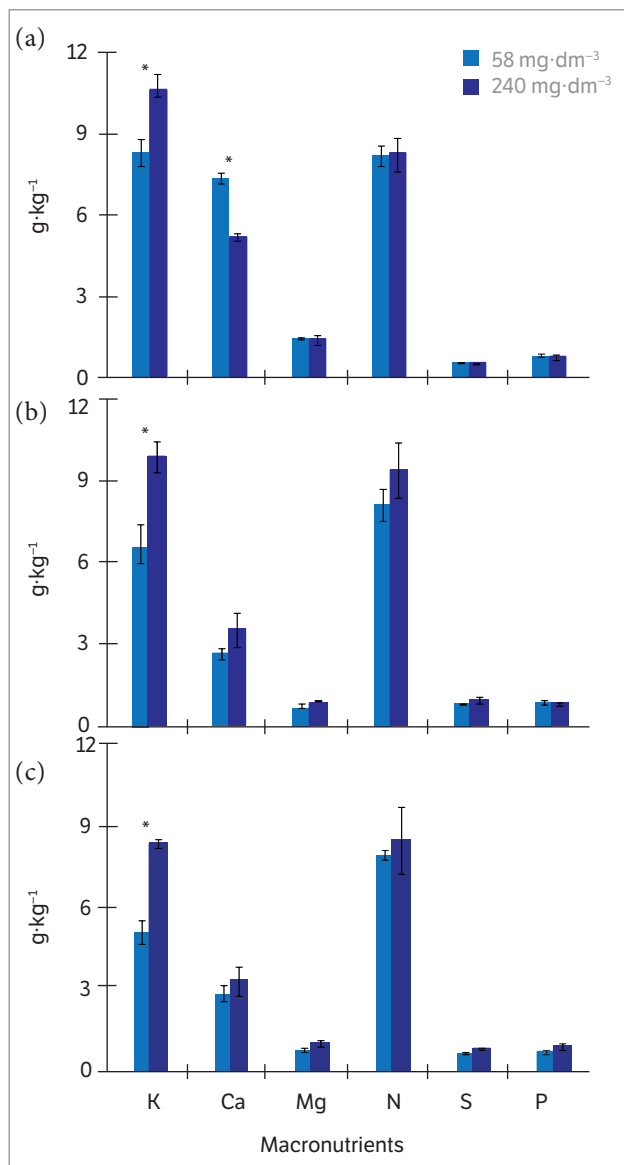 (a)
12
9
6
3
0
g·kg⁻¹
*
*
58 mg·dm⁻³
240 mg·dm⁻³
(b)
12
9
6
3
0
g·kg⁻¹
*
(c)
12
9
6
3
0
g·kg⁻¹
*
K Ca Mg N S P
Macronutrients